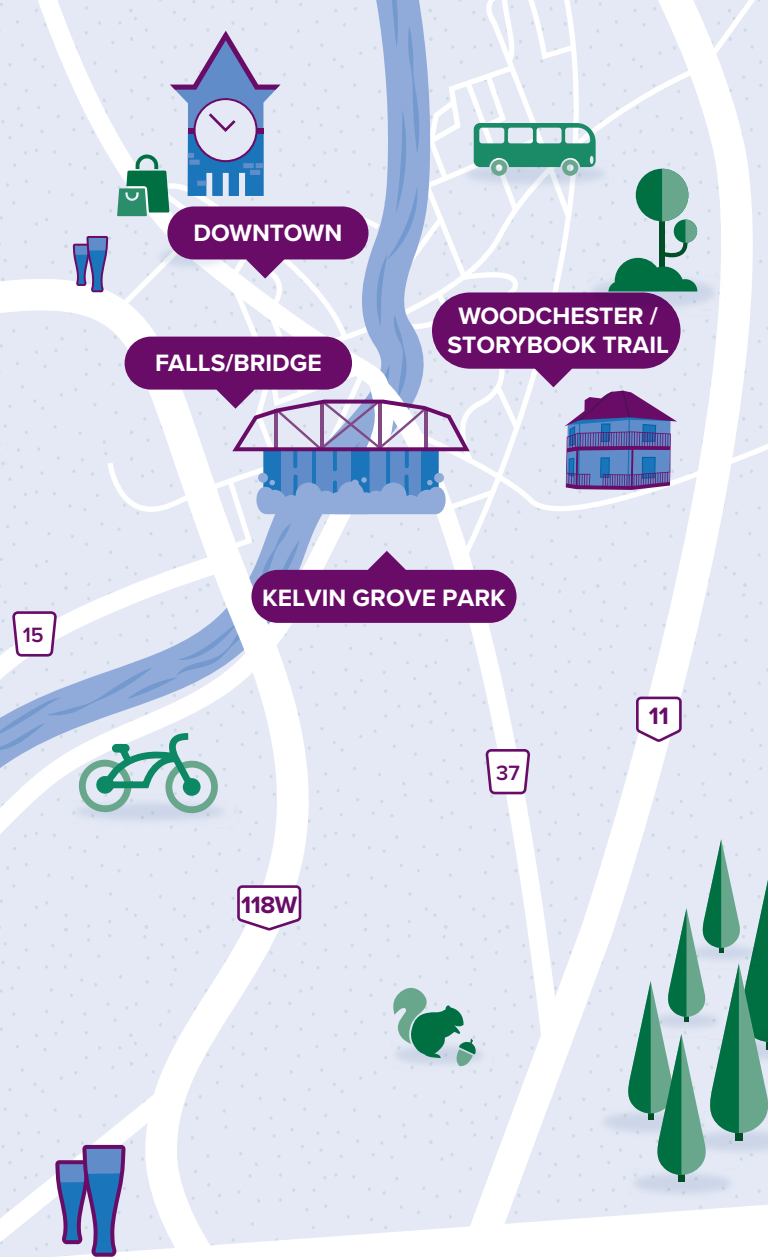 DOWNTOWN
WOODCHESTER /
STORYBOOK TRAIL
FALLS/BRIDGE
KELVIN GROVE PARK
15
11
37
118W